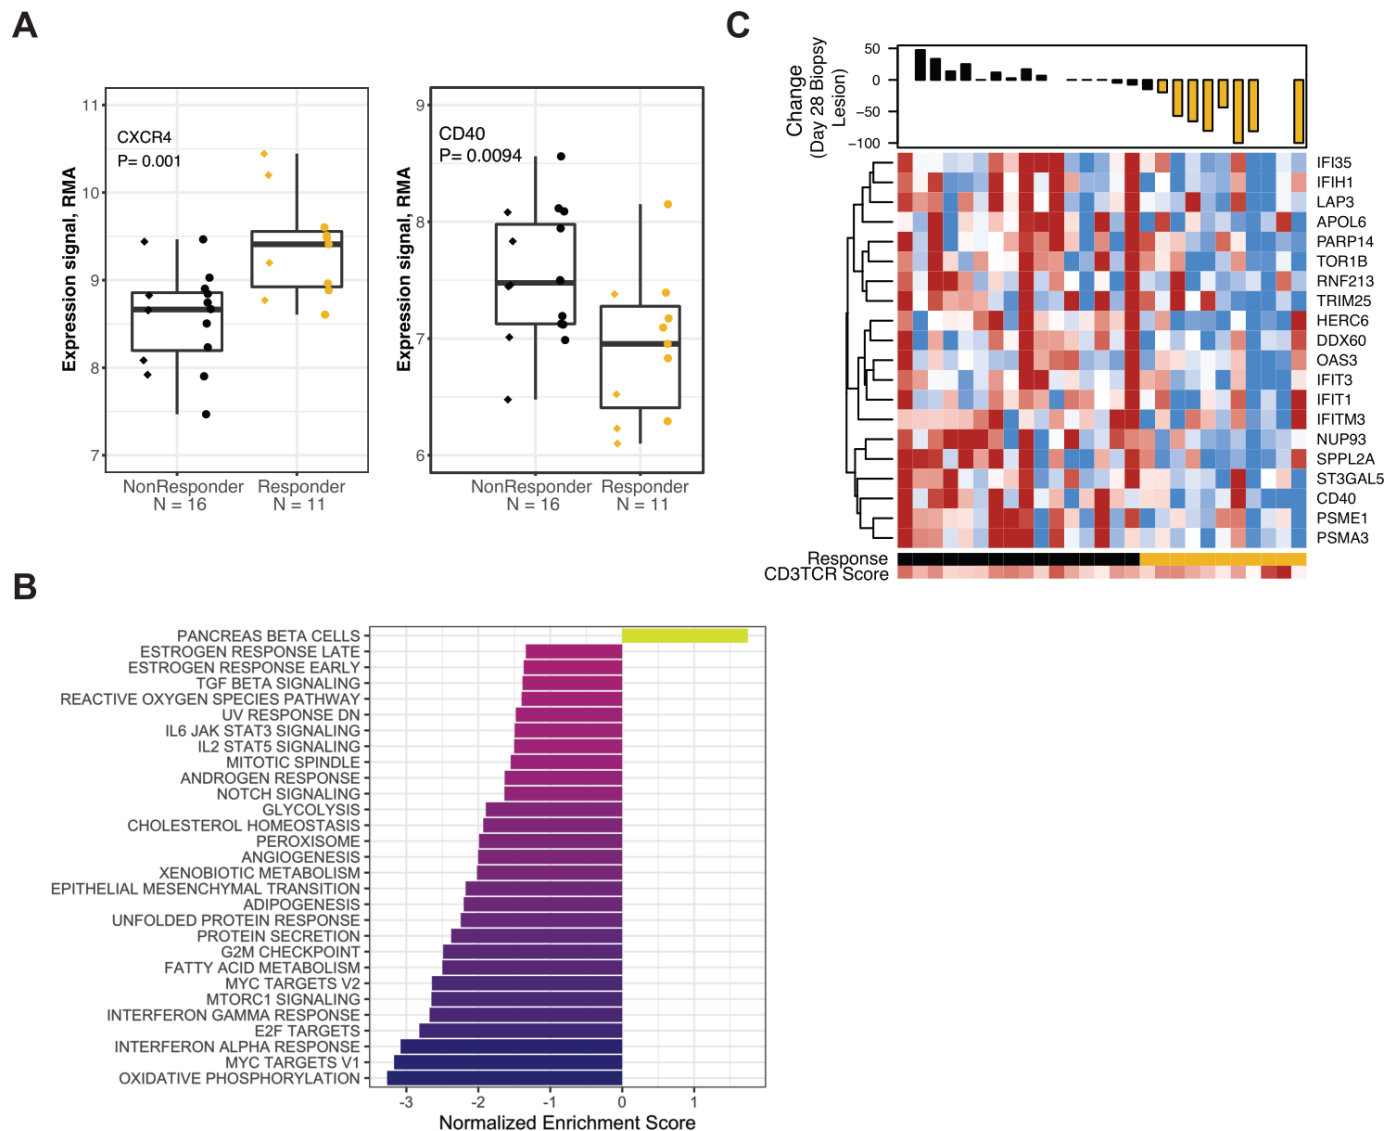 A
CXCR4
P= 0.001
Expression signal, RMA
11
10
9
8
7
NonResponder
N = 16
Responder
N = 11
CD40
P= 0.0094
Expression signal, RMA
9
8
7
6
NonResponder
N = 16
Responder
N = 11
C
Change
(Day 28 Biopsy
Lesion)
50
0
−50
−100
IFI35
IFIH1
LAP3
APOL6
PARP14
TOR1B
RNF213
TRIM25
HERC6
DDX60
OAS3
IFIT3
IFIT1
IFITM3
NUP93
SPPL2A
ST3GAL5
CD40
PSME1
PSMA3
Response
CD3TCR Score
B
PANCREAS BETA CELLS
ESTROGEN RESPONSE LATE
ESTROGEN RESPONSE EARLY
TGF BETA SIGNALING
REACTIVE OXYGEN SPECIES PATHWAY
UV RESPONSE DN
IL6 JAK STAT3 SIGNALING
IL2 STAT5 SIGNALING
MITOTIC SPINDLE
ANDROGEN RESPONSE
NOTCH SIGNALING
GLYCOLYSIS
CHOLESTEROL HOMEOSTASIS
PEROXISOME
ANGIOGENESIS
XENOBIOTIC METABOLISM
EPITHELIAL MESENCHYMAL TRANSITION
ADIPOGENESIS
UNFOLDED PROTEIN RESPONSE
PROTEIN SECRETION
G2M CHECKPOINT
FATTY ACID METABOLISM
MYC TARGETS V2
MTORC1 SIGNALING
INTERFERON GAMMA RESPONSE
E2F TARGETS
INTERFERON ALPHA RESPONSE
MYC TARGETS V1
OXIDATIVE PHOSPHORYLATION
-3 -2 -1 0 1
Normalized Enrichment Score